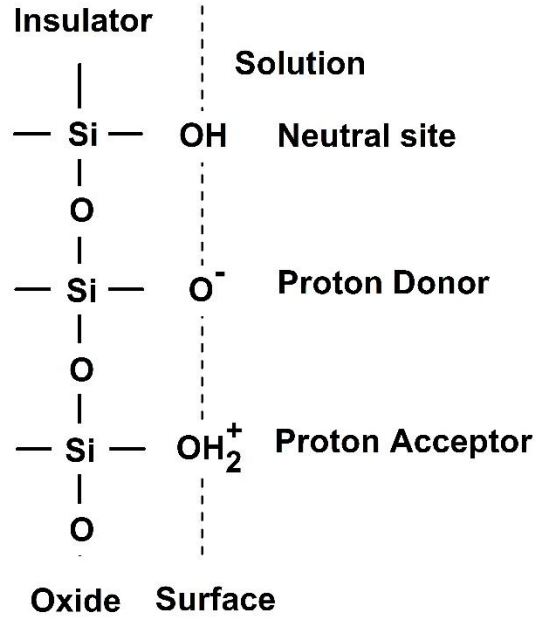 Insulator
Solution
Si OH Neutral site
O
Si O⁻ Proton Donor
O
Si OH₂⁺ Proton Acceptor
O
Oxide Surface